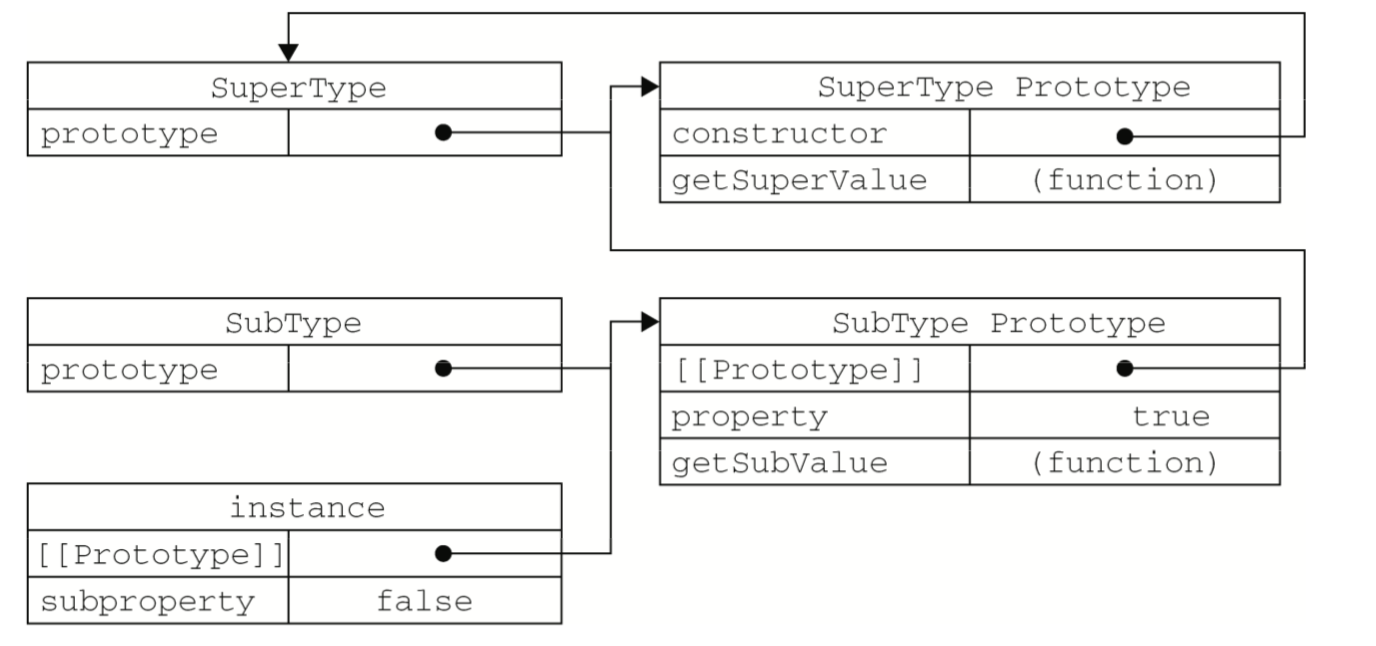 SuperType
prototype
SuperType Prototype
constructor
getSuperValue (function)
SubType
prototype
SubType Prototype
[[Prototype]]
property true
getSubValue (function)
instance
[[Prototype]]
subproperty false